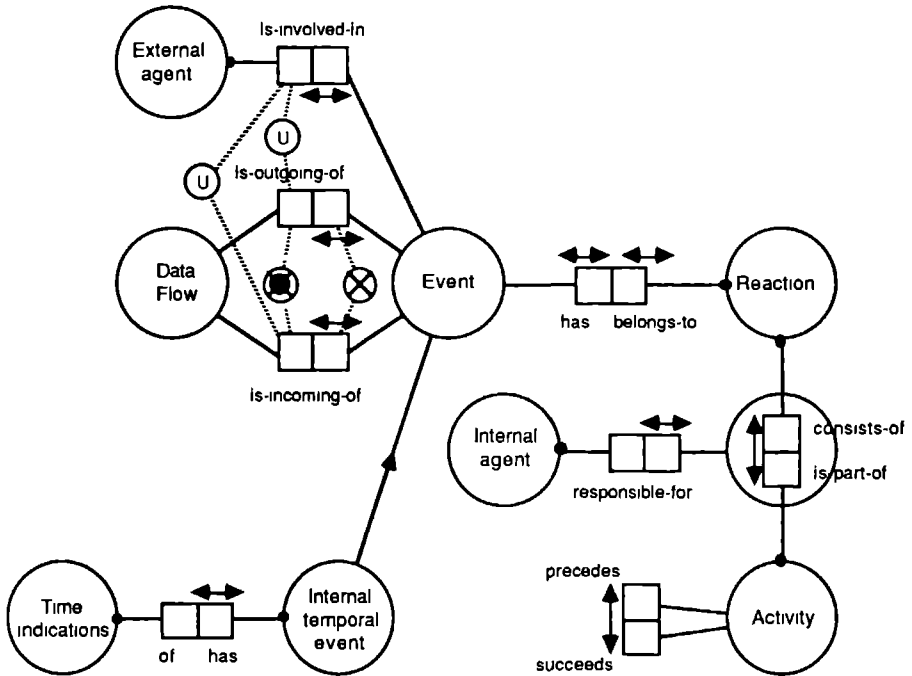 Is-involved-in
External
agent
U
U
Is-outgoing-of
Data
Flow
Event
Reaction
has belongs-to
is-incoming-of
Internal
agent
consists-of
is-part-of
responsible-for
Time
indications
of has
Internal
temporal
event
precedes
succeeds
Activity